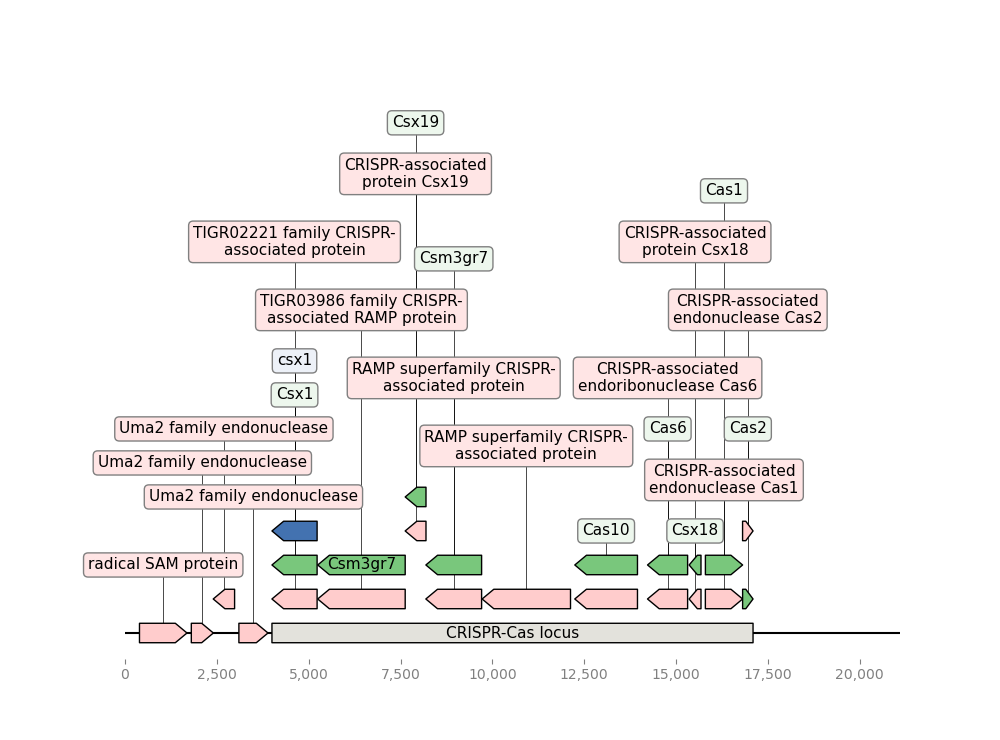 Csx19
CRISPR-associated
protein Csx19
Cas1
TIGR02221 family CRISPR-
associated protein
CRISPR-associated
protein Csx18
Csm3gr7
TIGR03986 family CRISPR-
associated RAMP protein
CRISPR-associated
endonuclease Cas2
csx1
RAMP superfamily CRISPR-
associated protein
CRISPR-associated
endoribonuclease Cas6
Csx1
Uma2 family endonuclease
Cas6
Cas2
RAMP superfamily CRISPR-
associated protein
Uma2 family endonuclease
CRISPR-associated
endonuclease Cas1
Uma2 family endonuclease
Cas10
Csx18
radical SAM protein
Csm3gr7
CRISPR-Cas locus
0
2,500
5,000
7,500
10,000
12,500
15,000
17,500
20,000